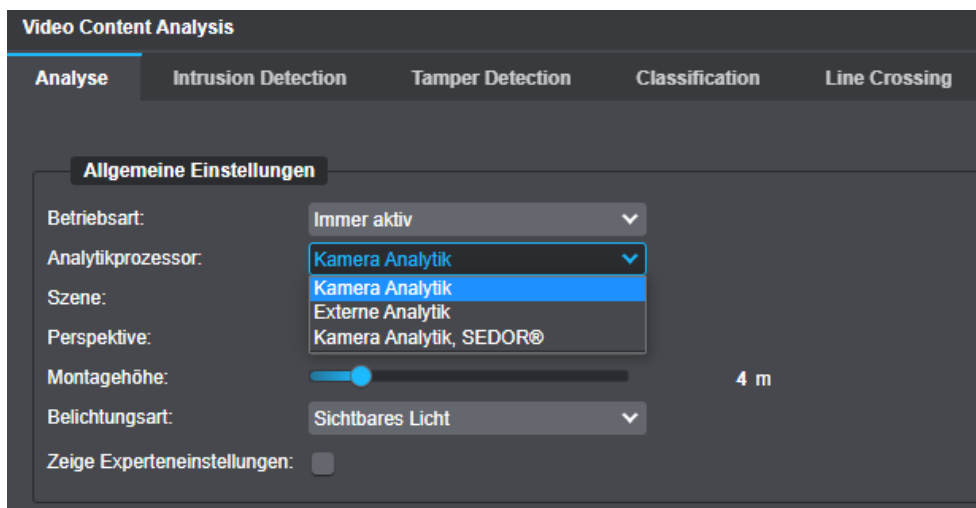 Video Content Analysis
Analyse Intrusion Detection Tamper Detection Classification Line Crossing
Allgemeine Einstellungen
Betriebsart: Immer aktiv
Analytikprozessor: Kamera Analytik
Kamera Analytik
Szene:
Externe Analytik
Perspektive: Kamera Analytik, SEDOR®
Montagehöhe: 4 m
Belichtungsart: Sichtbares Licht
Zeige Experteneinstellungen: